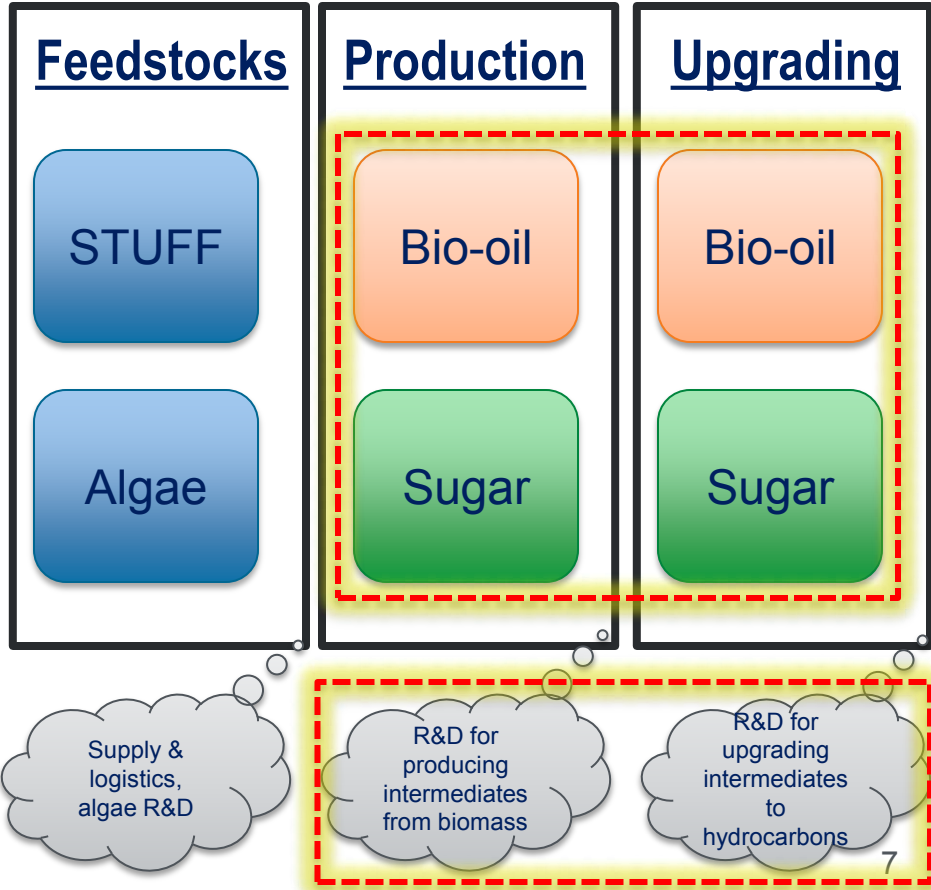 Feedstocks
Production
Upgrading
STUFF
Bio-oil
Bio-oil
Algae
Sugar
Sugar
Supply &
logistics,
algae R&D
R&D for
producing
intermediates
from biomass
R&D for
upgrading
intermediates
to
hydrocarbons
7